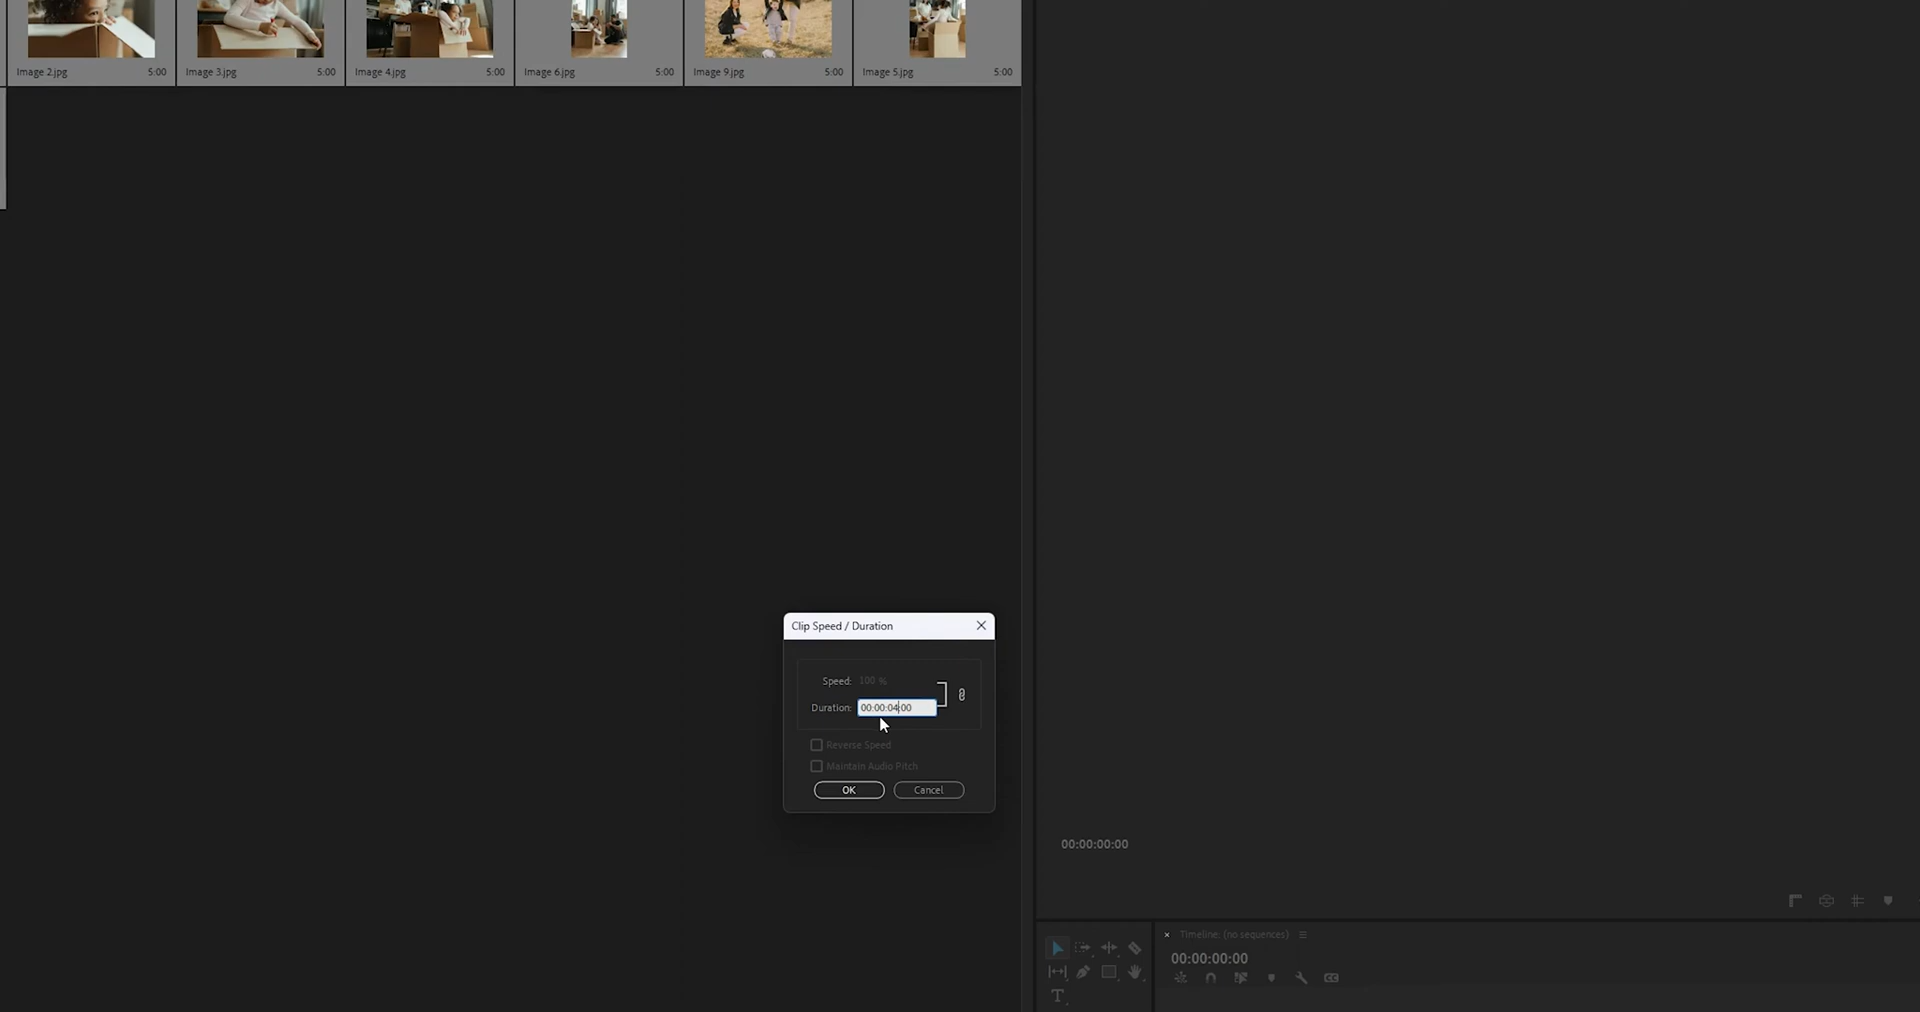 Image 2.jpg 5:00 Image 3.jpg 5:00 Image 4.jpg 5:00 Image 6.jpg 5:00 Image 9.jpg 5:00 Image 5.jpg 5:00
Clip Speed / Duration
Speed: 100 %
Duration: 00:00:04:00
Reverse Speed
Maintain Audio Pitch
OK Cancel
00:00:00:00
Timeline: (no sequences)
00:00:00:00